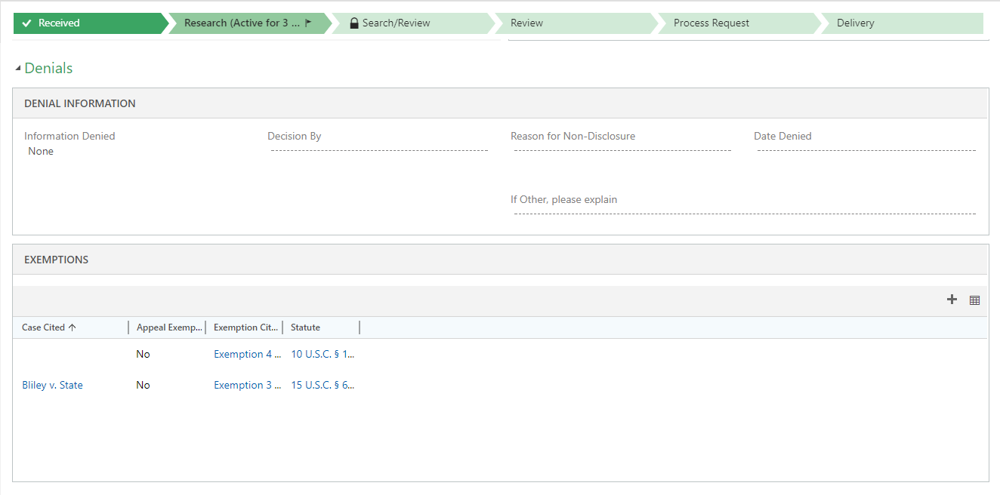 Received Research (Active for 3 ... Search/Review Review Process Request Delivery
Denials
DENIAL INFORMATION
Information Denied Decision By Reason for Non-Disclosure Date Denied
None
If Other, please explain
EXEMPTIONS
Case Cited Appeal Exemp... Exemption Cit... Statute
No Exemption 4 ... 10 U.S.C. § 1...
Bliley v. State No Exemption 3 ... 15 U.S.C. § 6...